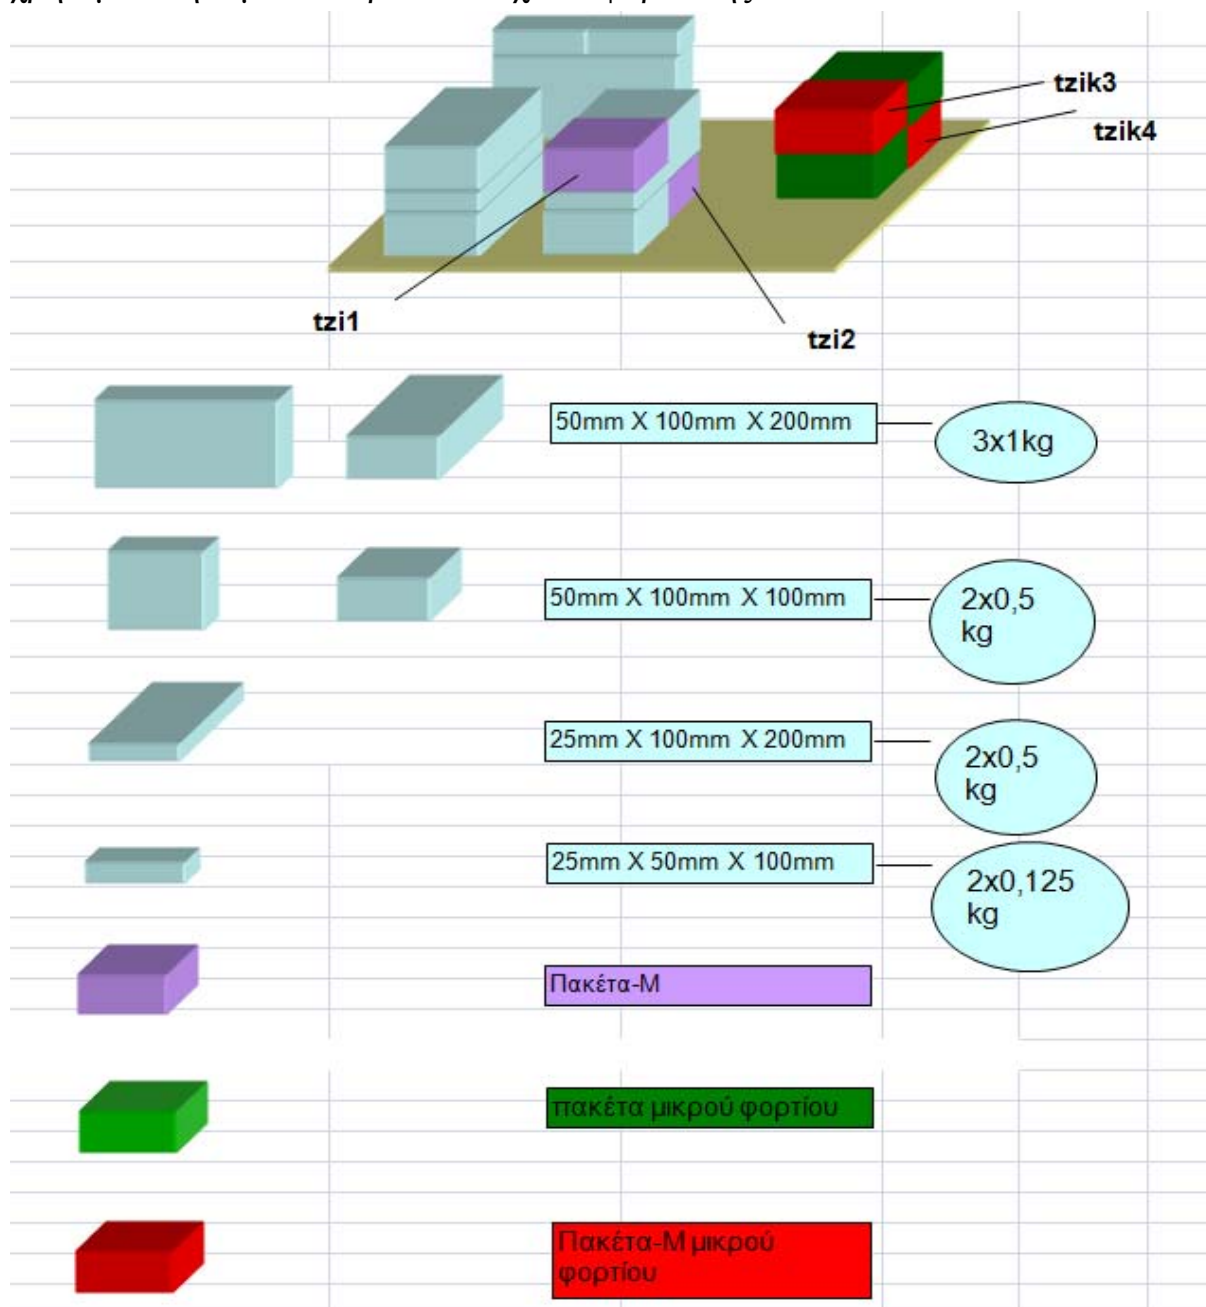 tzik3
tzik4
tzi1
tzi2
50mm X 100mm X 200mm
3x1kg
50mm X 100mm X 100mm
2x0,5
kg
25mm X 100mm X 200mm
2x0,5
kg
25mm X 50mm X 100mm
2x0,125
kg
Πακέτα-Μ
πακέτα μικρού φορτίου
Πακέτα-Μ μικρού
φορτίου